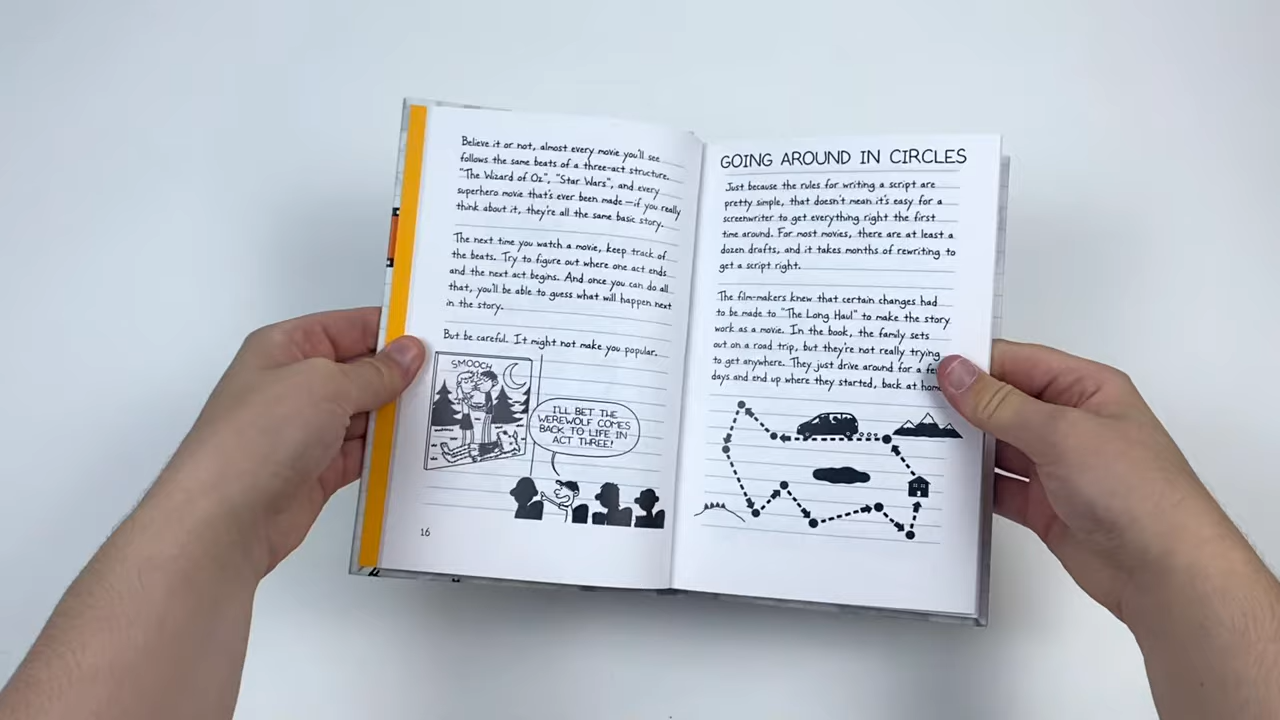 Believe it or not, almost every movie you'll see
follows the same beats of a three-act structure.
"The Wizard of Oz", "Star Wars", and every
superhero movie that's ever been made—if you really
think about it, they're all the same basic story.
The next time you watch a movie, keep track of
the beats. Try to figure out where one act ends
and the next act begins. And once you can do all
that, you'll be able to guess what will happen next
in the story.
But be careful. It might not make you popular.
SMOOCH
I'LL BET THE
WEREWOLF COMES
BACK TO LIFE IN
ACT THREE!
16
GOING AROUND IN CIRCLES
Just because the rules for writing a script are
pretty simple, that doesn't mean it's easy for a
screenwriter to get everything right the first
time around. For most movies, there are at least a
dozen drafts, and it takes months of rewriting to
get a script right.
The film-makers knew that certain changes had
to be made to "The Long Haul" to make the story
work as a movie. In the book, the family sets
out on a road trip, but they're not really trying
to get anywhere. They just drive around for a few
days and end up where they started, back at home.